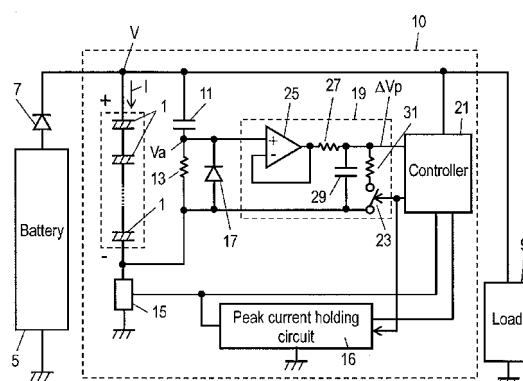 10
V
I
7
+
1
11
25
27
19
ΔVp
31
21
Va
+
-
13
Controller
Battery
1
17
29
23
9
-
15
Peak current holding
circuit
16
Load
5